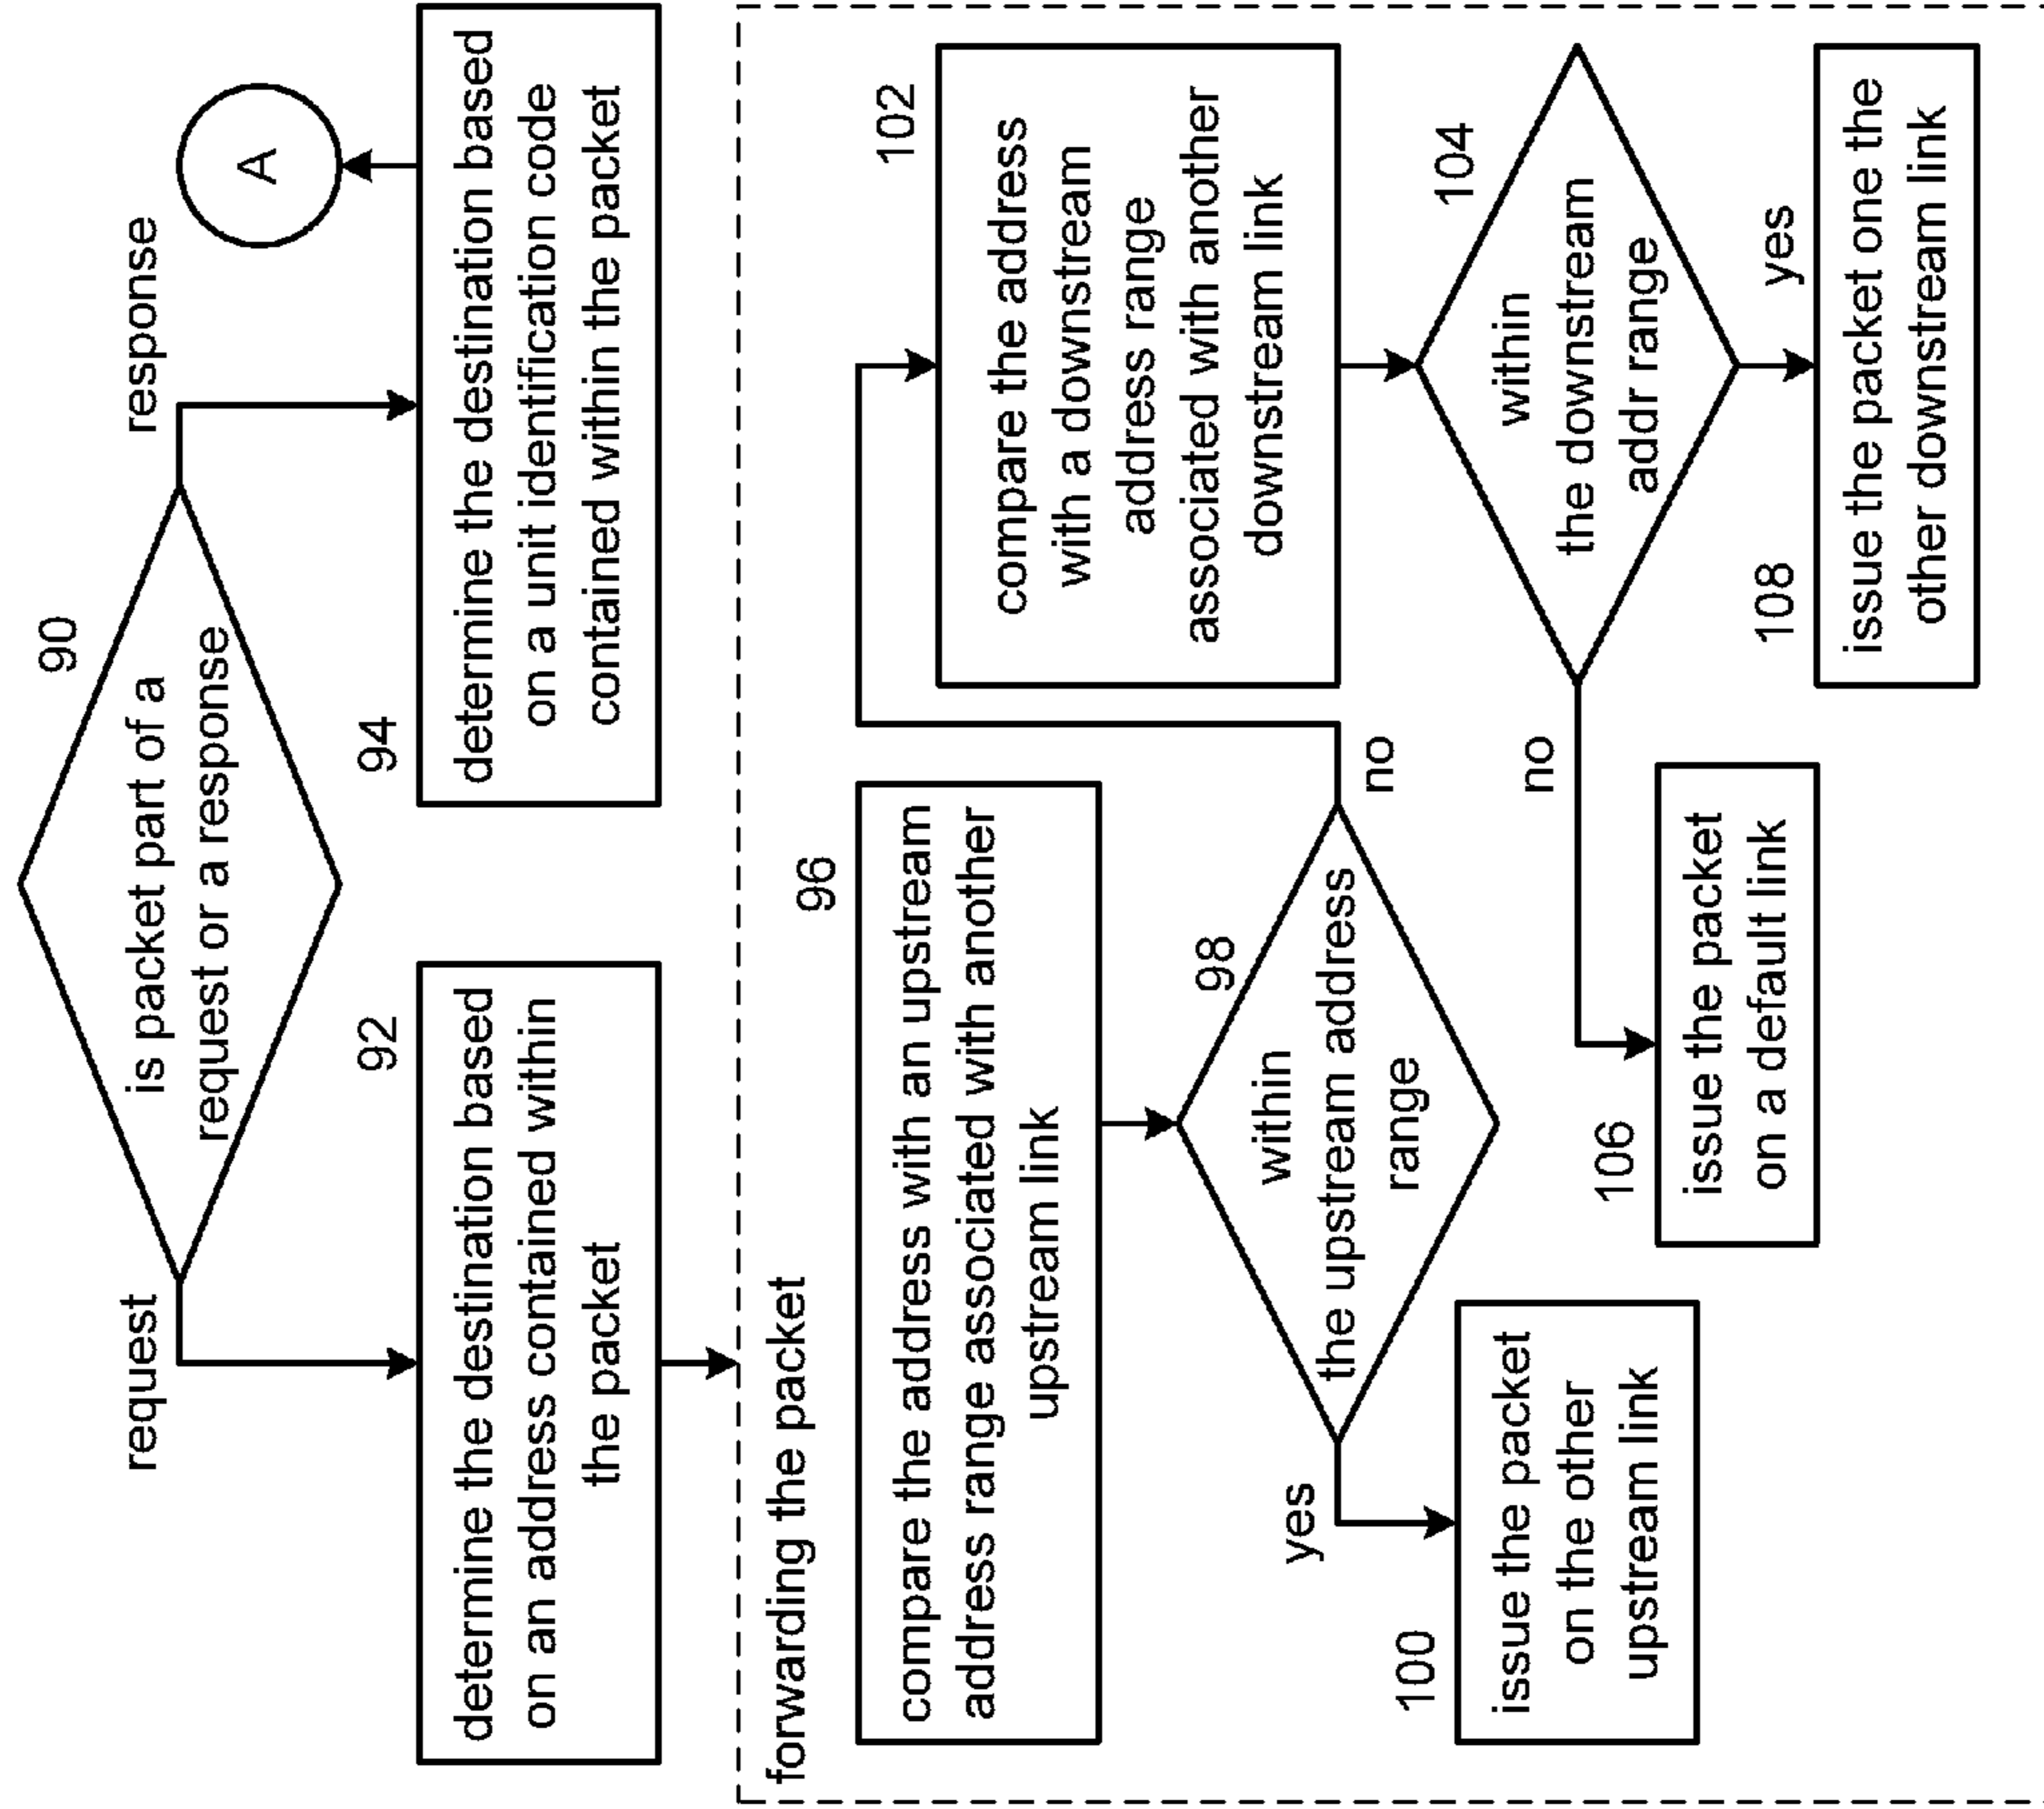 90
is packet part of a
request or a response
request
response
92
determine the destination based
on an address contained within
the packet
94
determine the destination based
on a unit identification code
contained within the packet
A
forwarding the packet
96
compare the address with an upstream
address range associated with another
upstream link
98
within
the upstream address
range
yes
no
100
issue the packet
on the other
upstream link
102
compare the address
with a downstream
address range
associated with another
downstream link
104
within
the downstream
addr range
no
yes
106
issue the packet
on a default link
108
issue the packet one the
other downstream link